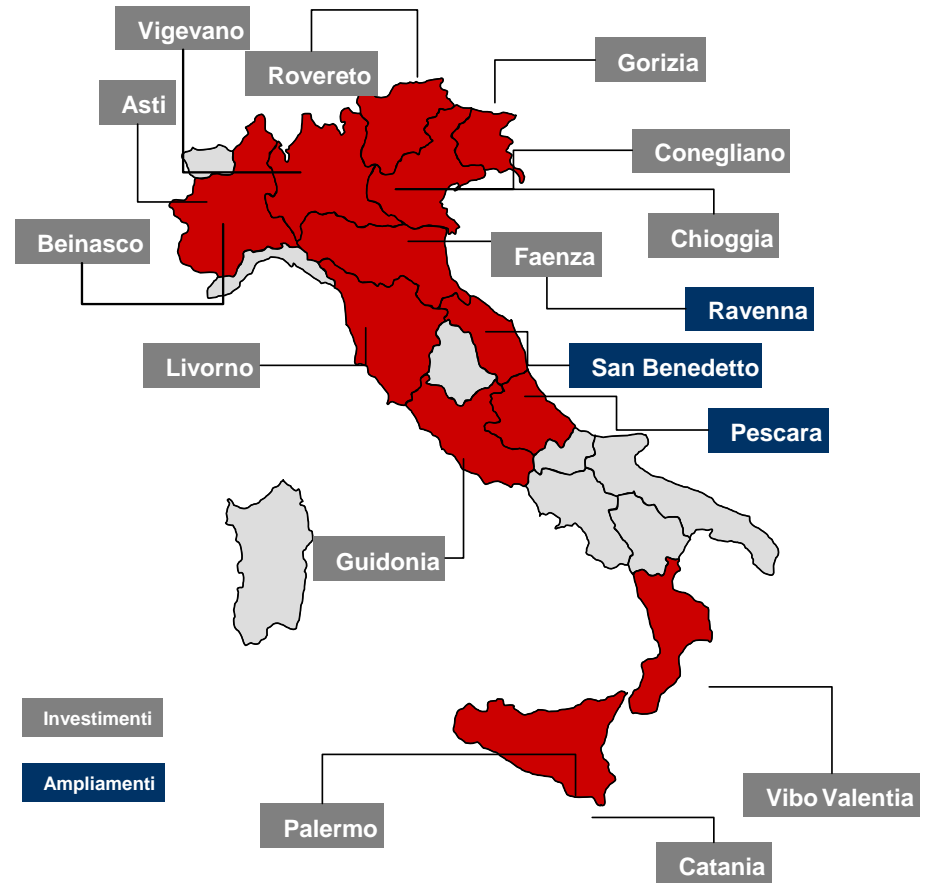 Vigevano
Rovereto
Gorizia
Asti
Conegliano
Beinasco
Faenza
Chioggia
Ravenna
Livorno
San Benedetto
Pescara
Guidonia
Investimenti
Ampliamenti
Vibo Valentia
Palermo
Catania